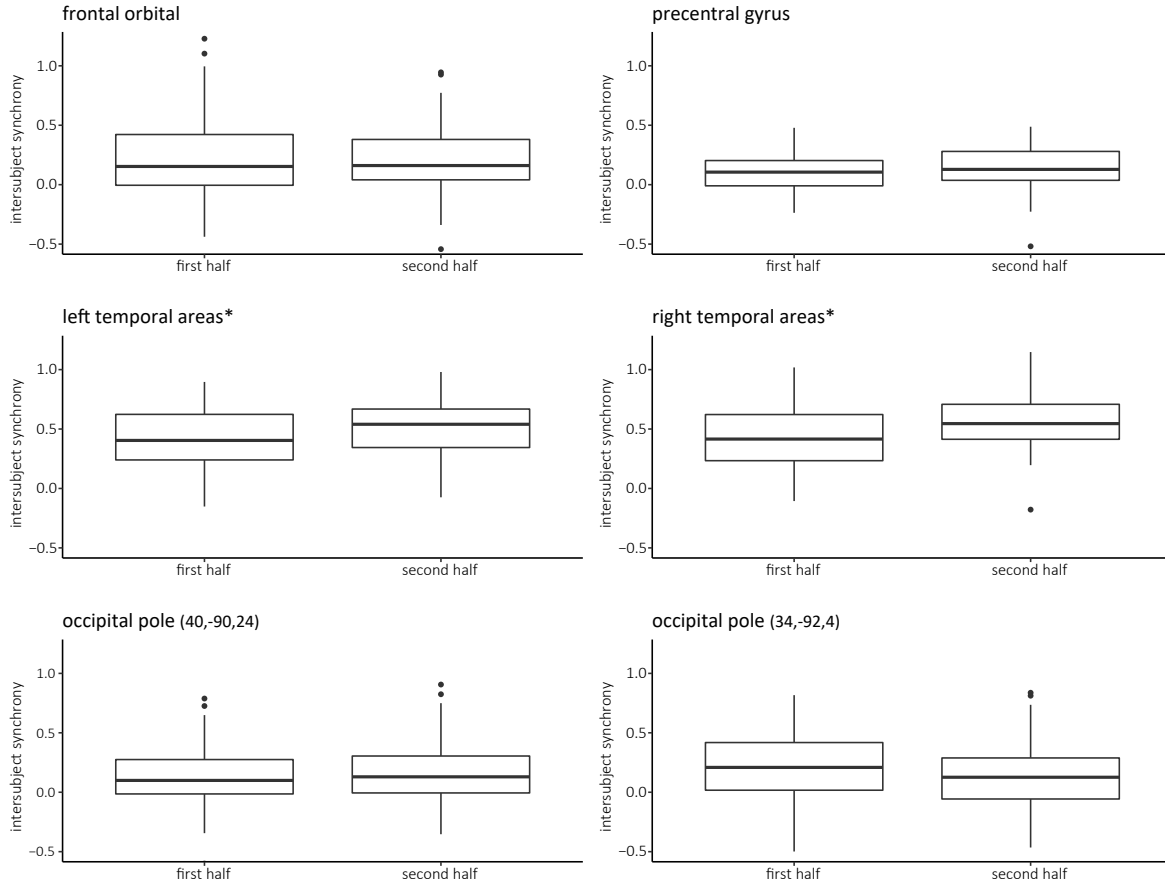 frontal orbital
intersubject synchrony
1.0
0.5
0.0
−0.5
first half
second half
precentral gyrus
intersubject synchrony
1.0
0.5
0.0
−0.5
first half
second half
left temporal areas*
intersubject synchrony
1.0
0.5
0.0
−0.5
first half
second half
right temporal areas*
intersubject synchrony
1.0
0.5
0.0
−0.5
first half
second half
occipital pole (40,-90,24)
intersubject synchrony
1.0
0.5
0.0
−0.5
first half
second half
occipital pole (34,-92,4)
intersubject synchrony
1.0
0.5
0.0
−0.5
first half
second half